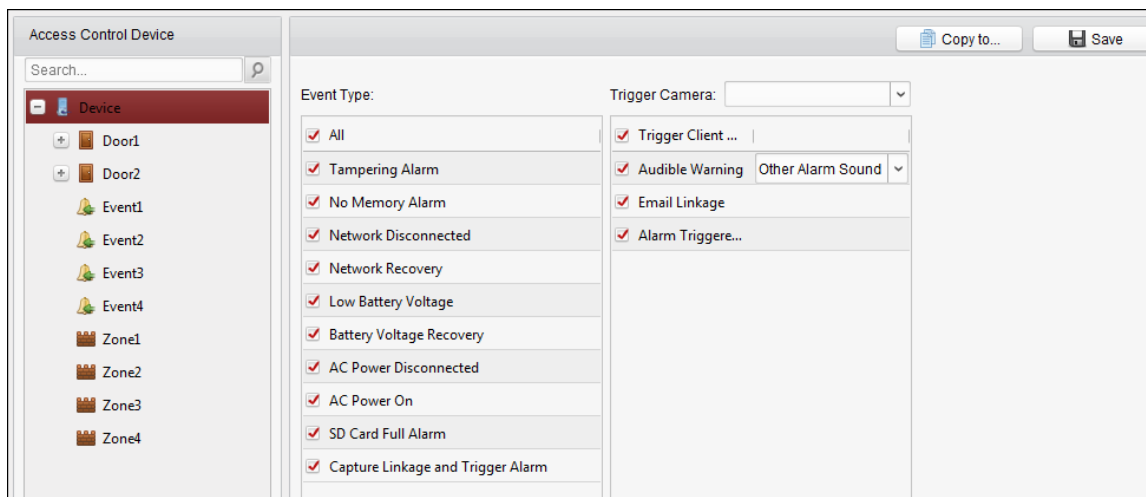 Access Control Device
Copy to...
Save
Search...
Device
Door1
Door2
Event1
Event2
Event3
Event4
Zone1
Zone2
Zone3
Zone4
Event Type:
All
Tampering Alarm
No Memory Alarm
Network Disconnected
Network Recovery
Low Battery Voltage
Battery Voltage Recovery
AC Power Disconnected
AC Power On
SD Card Full Alarm
Capture Linkage and Trigger Alarm
Trigger Camera:
Trigger Client ...
Audible Warning Other Alarm Sound
Email Linkage
Alarm Triggere...